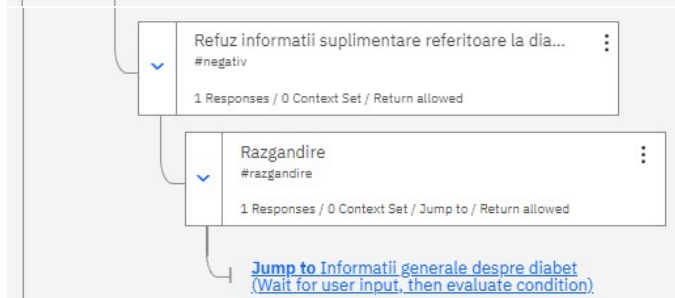 Refuz informatii suplimentare referitoare la dia...
#negativ
1 Responses / 0 Context Set / Return allowed
Razgandire
#razgandire
1 Responses / 0 Context Set / Jump to / Return allowed
Jump to Informatii generale despre diabet
(Wait for user input, then evaluate condition)